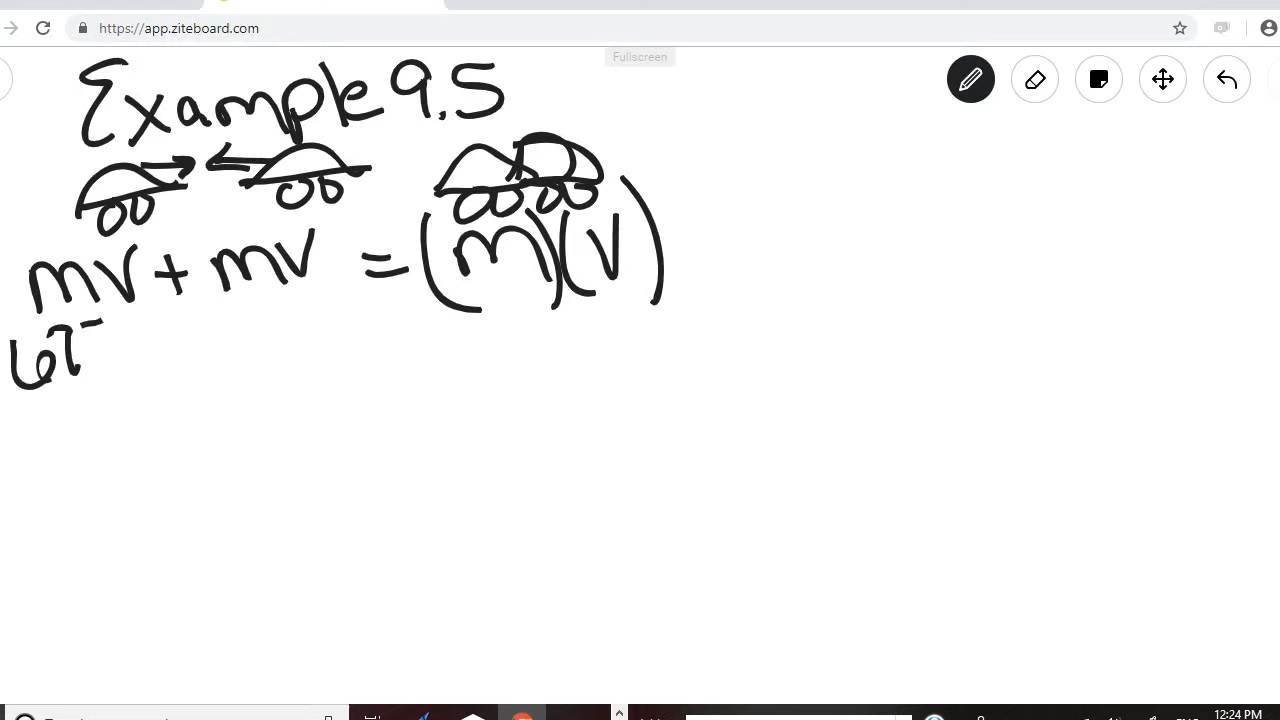 https://app.ziteboard.com
Fullscreen
Example 9.5
mv + mv = (m)(v)
12:24 PM